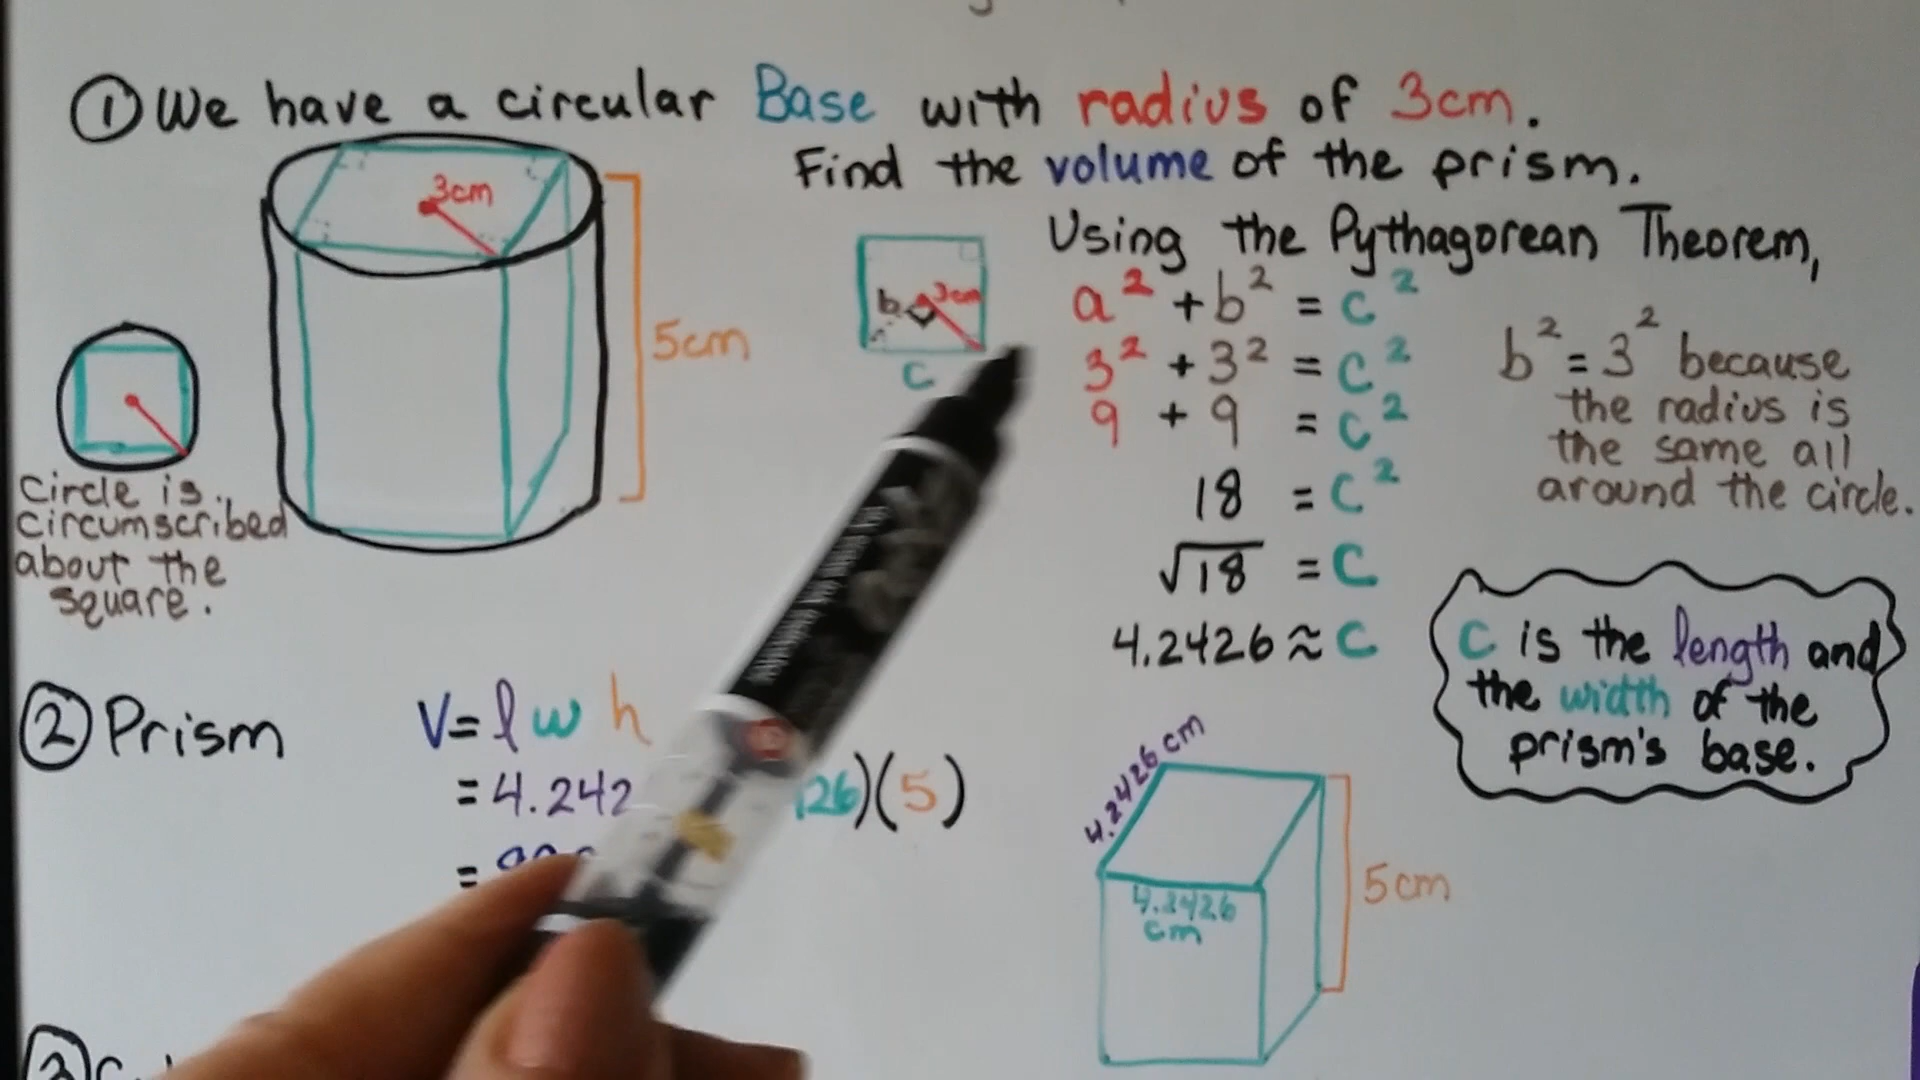 ① We have a circular Base with radius of 3cm.
Find the volume of the prism.
3cm
5cm
Circle is
circumscribed
about the
square.
b 3cm
c
Using the Pythagorean Theorem,
a² + b² = c²
3² + 3² = c²
9 + 9 = c²
18 = c²
√18 = c
4.2426 ≈ c
b² = 3² because
the radius is
the same all
around the circle.
C is the length and
the width of the
prism's base.
② Prism
V = l w h
= 4.242 26)(5)
=
4.2426 cm
4.2426
cm
5cm
③